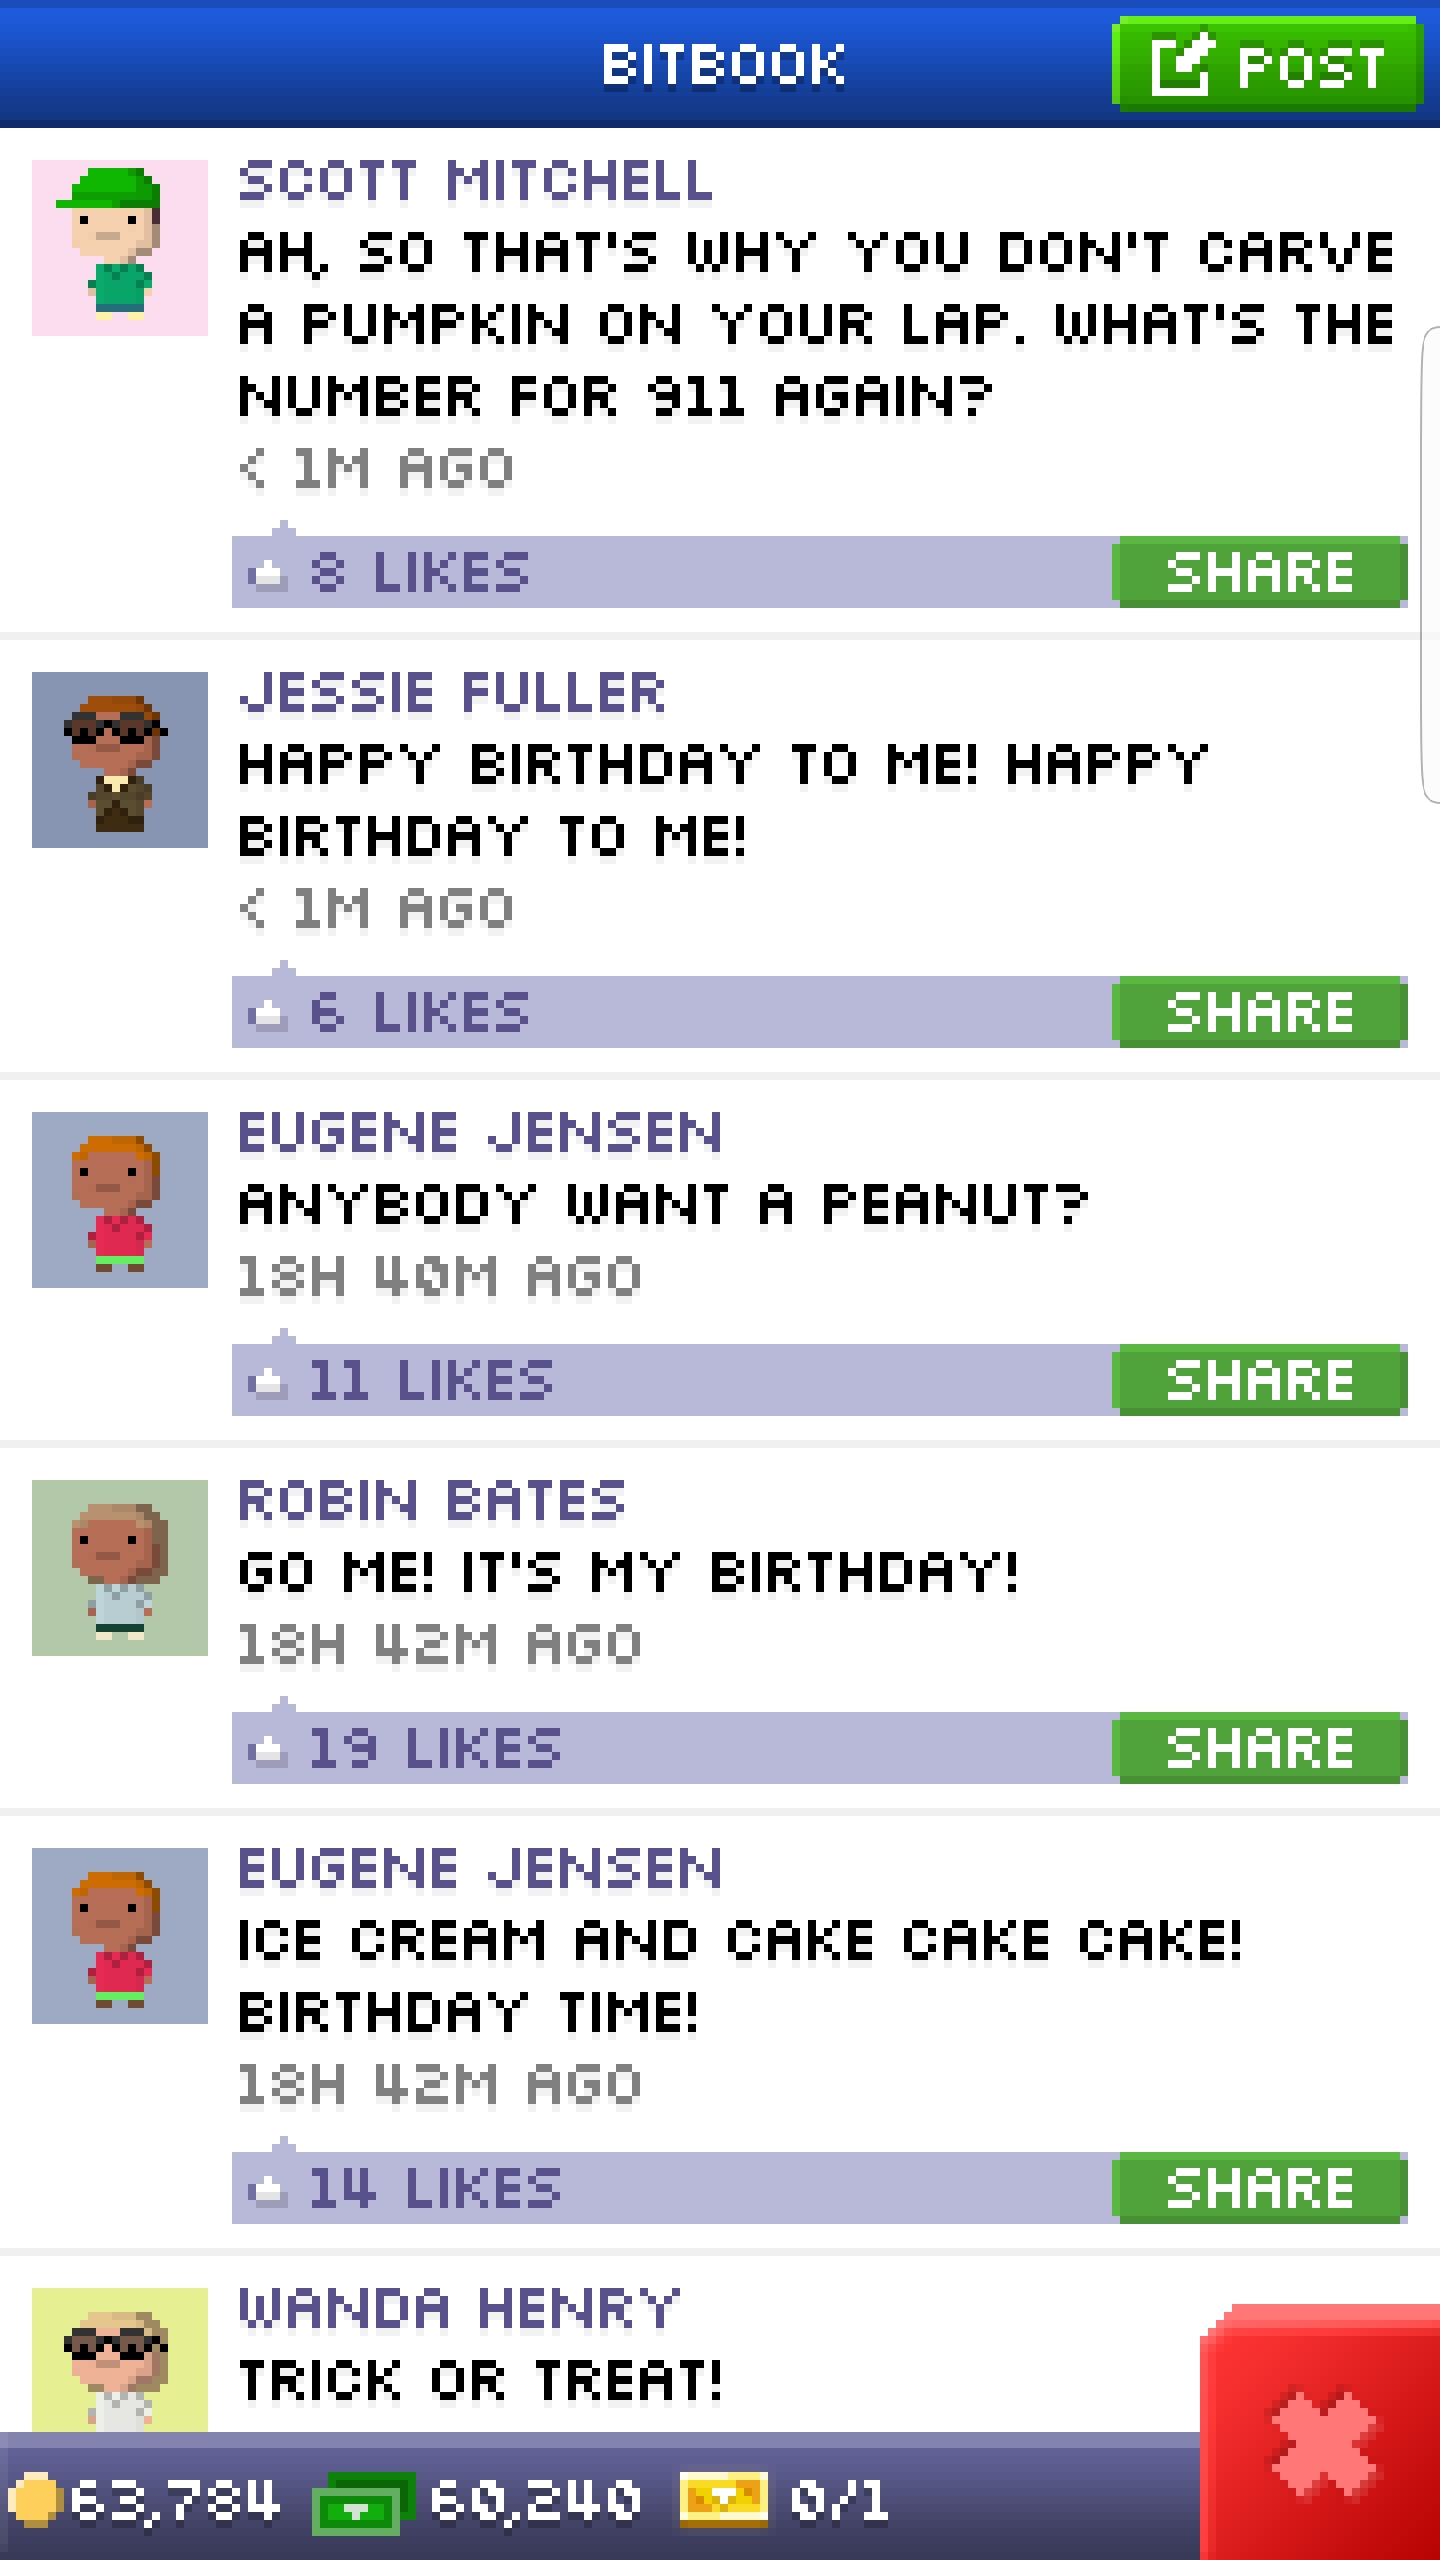 BITBOOK
POST
SCOTT MITCHELL
AH, SO THAT'S WHY YOU DON'T CARVE
A PUMPKIN ON YOUR LAP. WHAT'S THE
NUMBER FOR 911 AGAIN?
< 1M AGO
8 LIKES
SHARE
JESSIE FULLER
HAPPY BIRTHDAY TO ME! HAPPY
BIRTHDAY TO ME!
< 1M AGO
6 LIKES
SHARE
EUGENE JENSEN
ANYBODY WANT A PEANUT?
18H 40M AGO
11 LIKES
SHARE
ROBIN BATES
GO ME! IT'S MY BIRTHDAY!
18H 42M AGO
19 LIKES
SHARE
EUGENE JENSEN
ICE CREAM AND CAKE CAKE CAKE!
BIRTHDAY TIME!
18H 42M AGO
14 LIKES
SHARE
WANDA HENRY
TRICK OR TREAT!
63,784 60,240 0/1